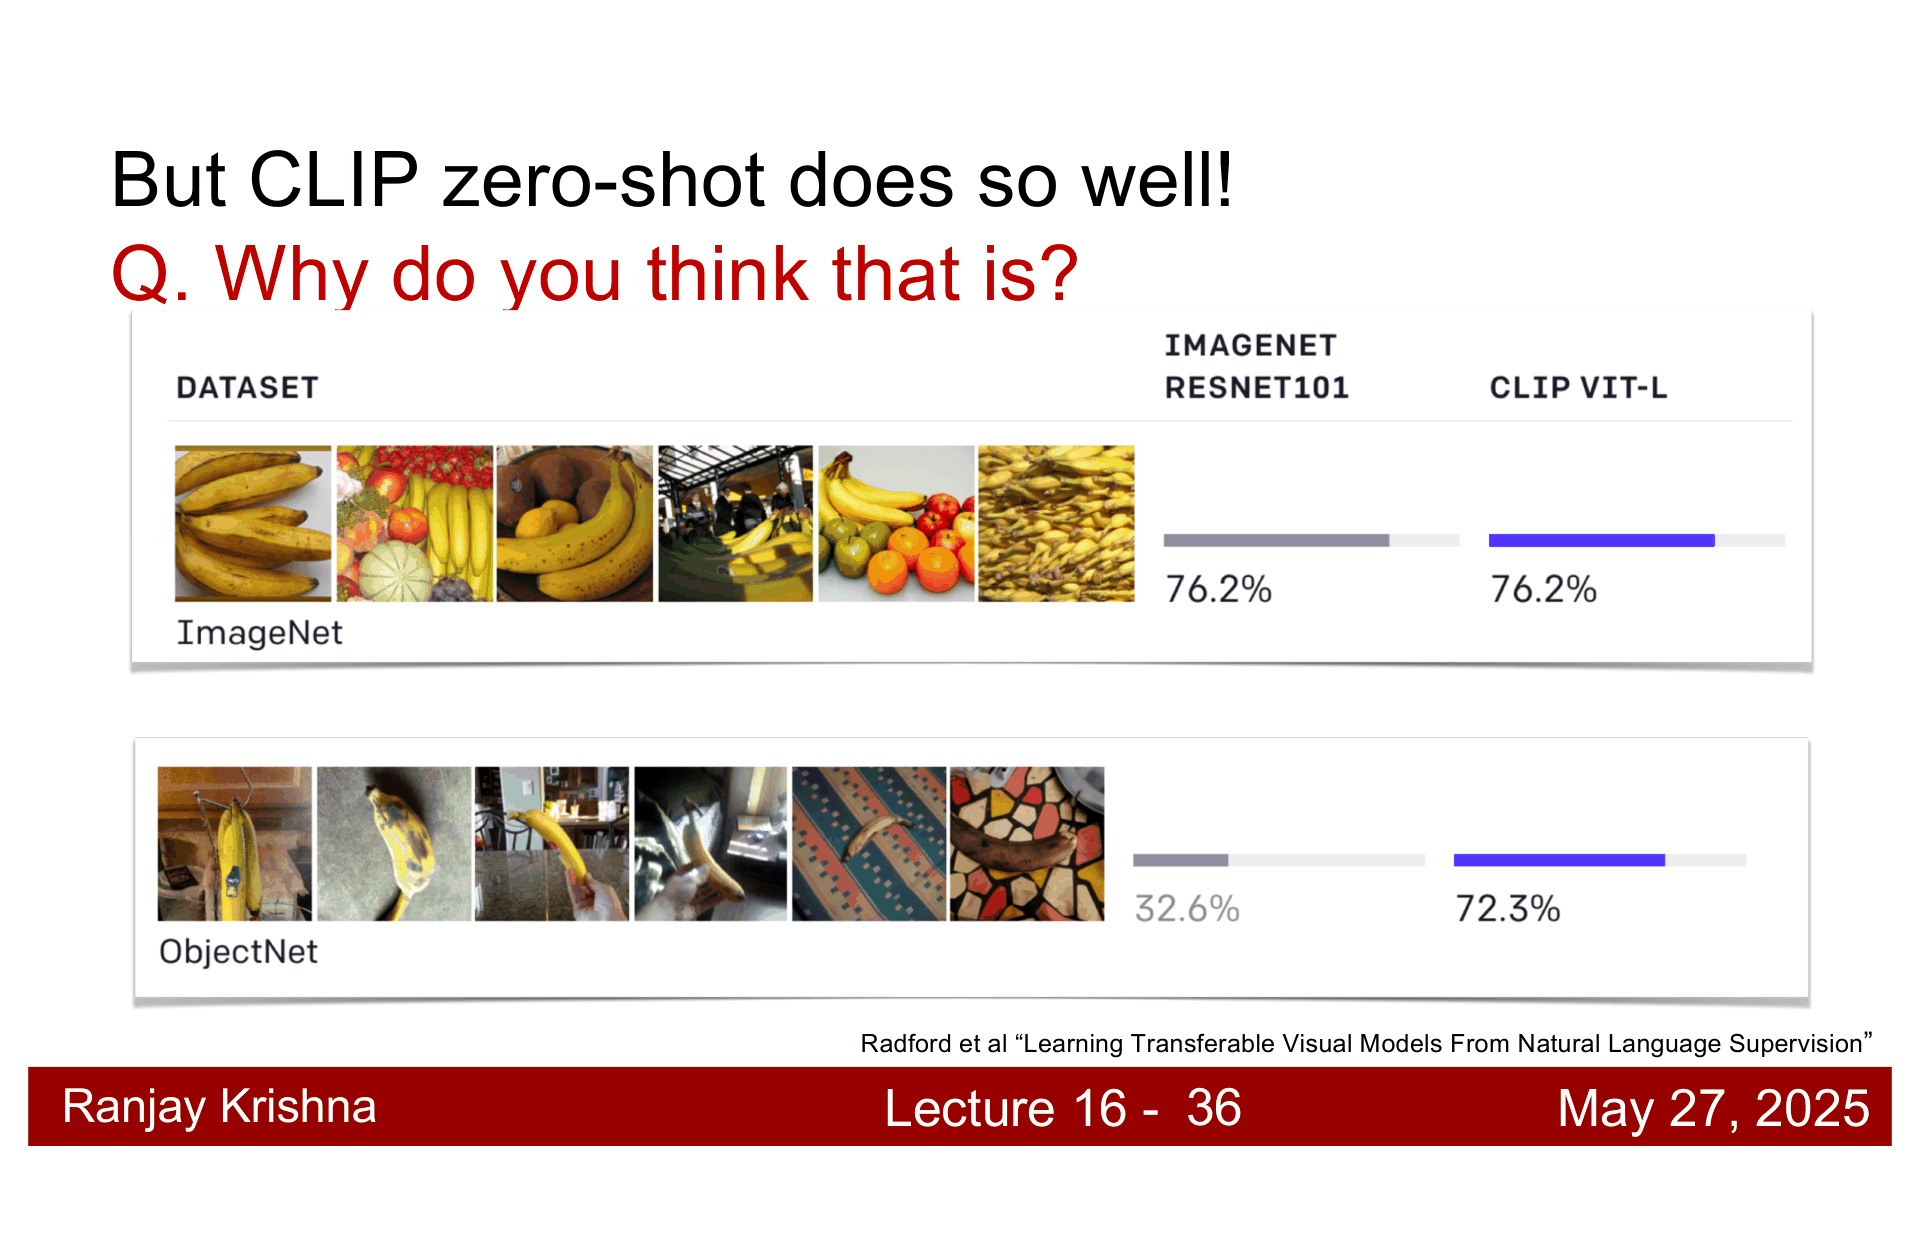 But CLIP zero-shot does so well!
Q. Why do you think that is?
DATASET
IMAGENET
RESNET101
CLIP VIT-L
76.2%
76.2%
ImageNet
32.6%
72.3%
ObjectNet
Radford et al “Learning Transferable Visual Models From Natural Language Supervision”
Ranjay Krishna
Lecture 16 - 36
May 27, 2025